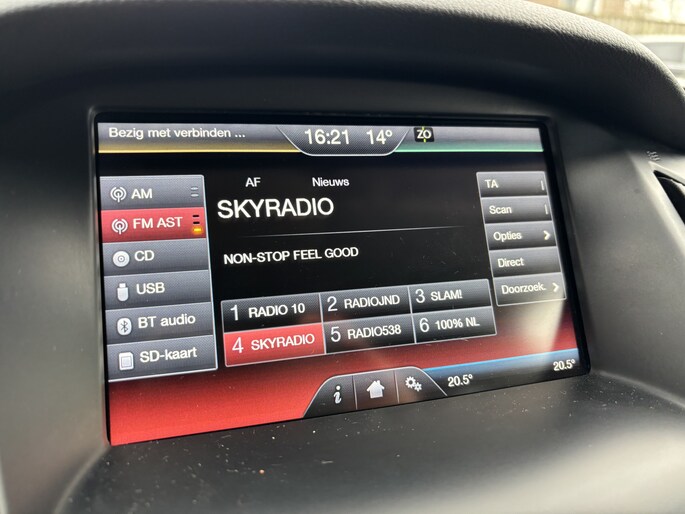 Bezig met verbinden ...
16:21 14° ZO
AM
FM AST
CD
USB
BT audio
SD-kaart
AF Nieuws
SKYRADIO
NON-STOP FEEL GOOD
1 RADIO 10
2 RADIOJND
3 SLAM!
4 SKYRADIO
5 RADIO538
6 100% NL
TA
Scan
Opties
Direct
Doorzoek.
i
20.5°
20.5°